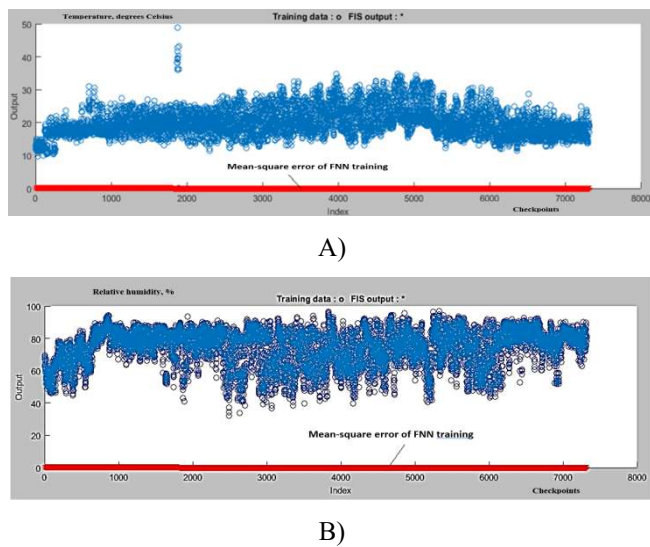 Temperature, degrees Celsius
Training data : o FIS output : *
50
40
30
20
10
0
Output
Mean-square error of FNN training
0 1000 2000 3000 4000 5000 6000 7000 8000
Index
Checkpoints
A)
Relative humidity, %
Training data : o FIS output : *
100
80
60
40
20
0
Output
Mean-square error of FNN training
0 1000 2000 3000 4000 5000 6000 7000 8000
Index
Checkpoints
B)